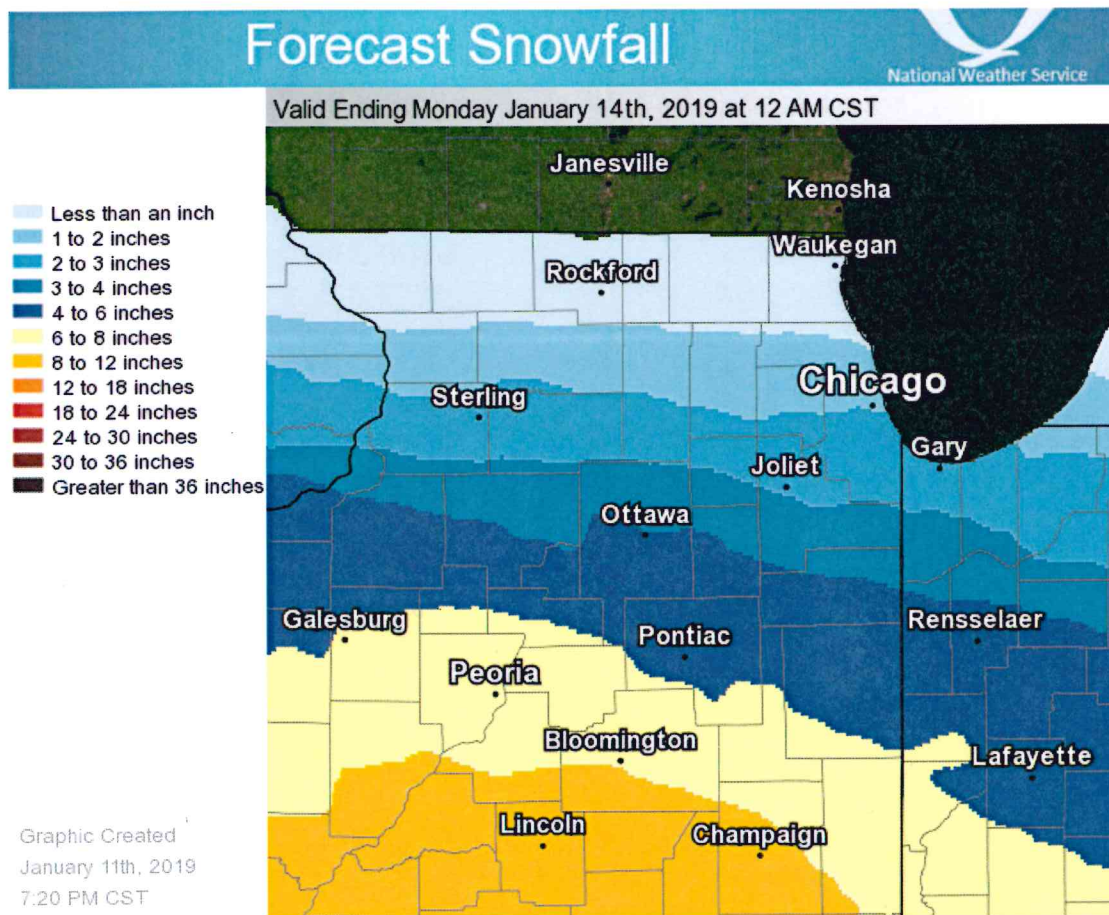 Forecast Snowfall
National Weather Service
Valid Ending Monday January 14th, 2019 at 12 AM CST
Less than an inch
1 to 2 inches
2 to 3 inches
3 to 4 inches
4 to 6 inches
6 to 8 inches
8 to 12 inches
12 to 18 inches
18 to 24 inches
24 to 30 inches
30 to 36 inches
Greater than 36 inches
Janesville
Kenosha
Waukegan
Rockford
Chicago
Sterling
Gary
Joliet
Ottawa
Galesburg
Rensselaer
Pontiac
Peoria
Bloomington
Lafayette
Lincoln
Champaign
Graphic Created
January 11th, 2019
7:20 PM CST